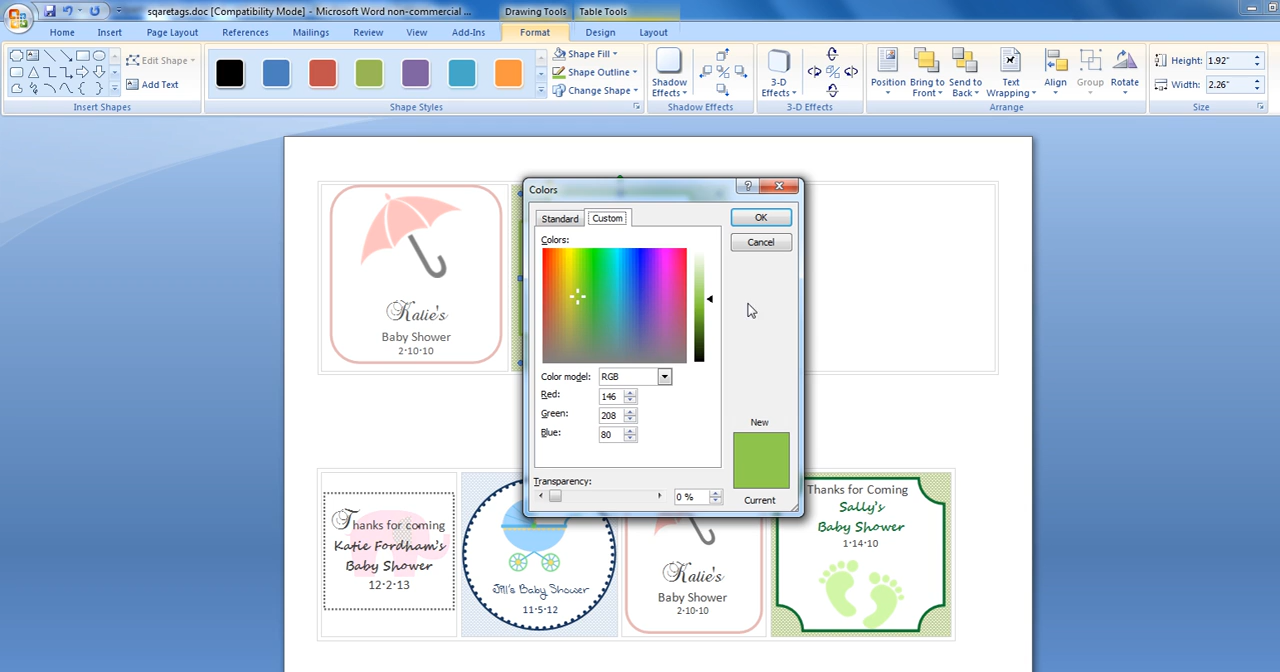 sqaretags.doc [Compatibility Mode] - Microsoft Word non-commercial ...
Drawing Tools
Table Tools
Home
Insert
Page Layout
References
Mailings
Review
View
Add-Ins
Format
Design
Layout
Edit Shape
Add Text
Insert Shapes
Shape Fill
Shape Outline
Change Shape
Shape Styles
Shadow
Effects
Shadow Effects
3-D
Effects
3-D Effects
Position
Bring to
Front
Send to
Back
Text
Wrapping
Align
Group
Rotate
Arrange
Height: 1.92"
Width: 2.26"
Size
Katie's
Baby Shower
2·10·10
Colors
Standard
Custom
OK
Cancel
Colors:
Color model: RGB
Red: 146
Green: 208
Blue: 80
New
Current
Transparency:
0 %
Thanks for coming
Katie Fordham's
Baby Shower
12·2·13
Jill's Baby Shower
11·5·12
Katie's
Baby Shower
2·10·10
Thanks for Coming
Sally's
Baby Shower
1·14·10